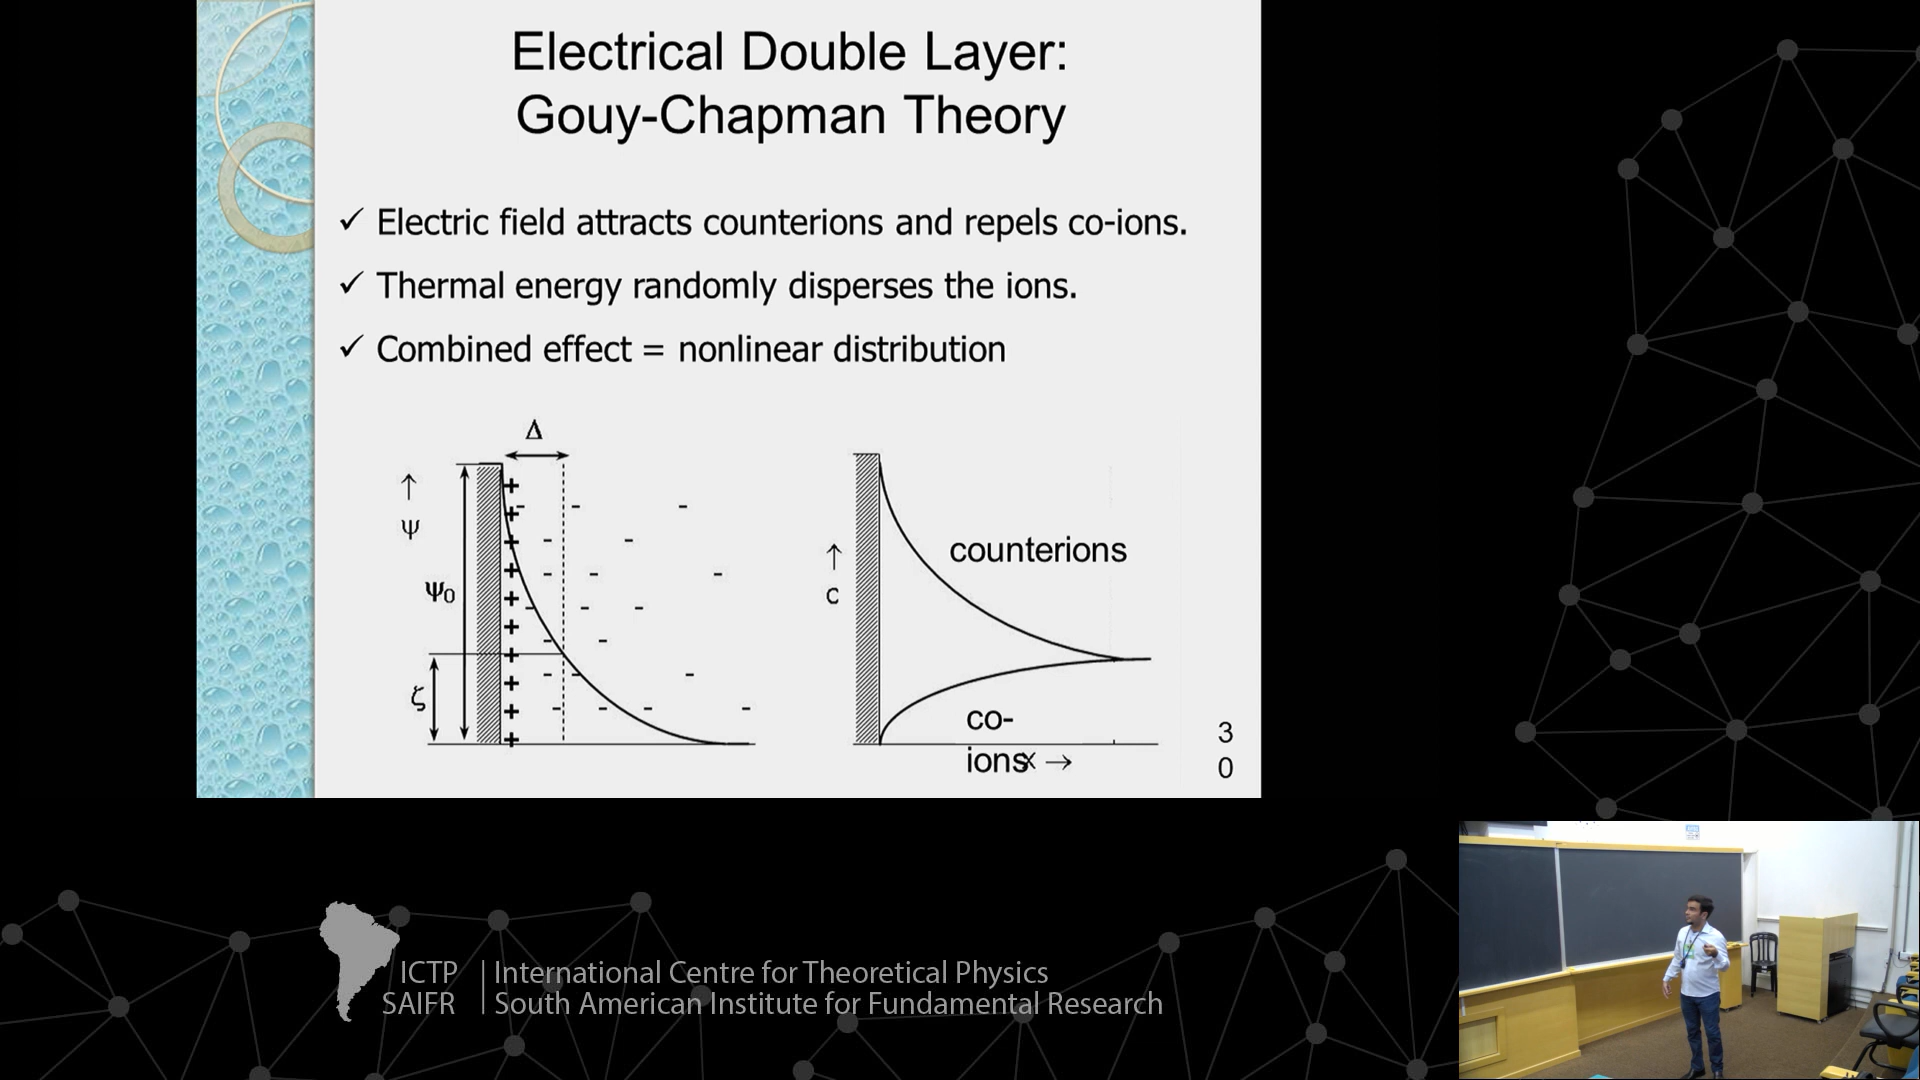 Electrical Double Layer:
Gouy-Chapman Theory
✓ Electric field attracts counterions and repels co-ions.
✓ Thermal energy randomly disperses the ions.
✓ Combined effect = nonlinear distribution
Δ
↑
ψ
ψ0
ζ
↑
c
counterions
co-
ions
x →
3
0
ICTP
SAIFR
International Centre for Theoretical Physics
South American Institute for Fundamental Research